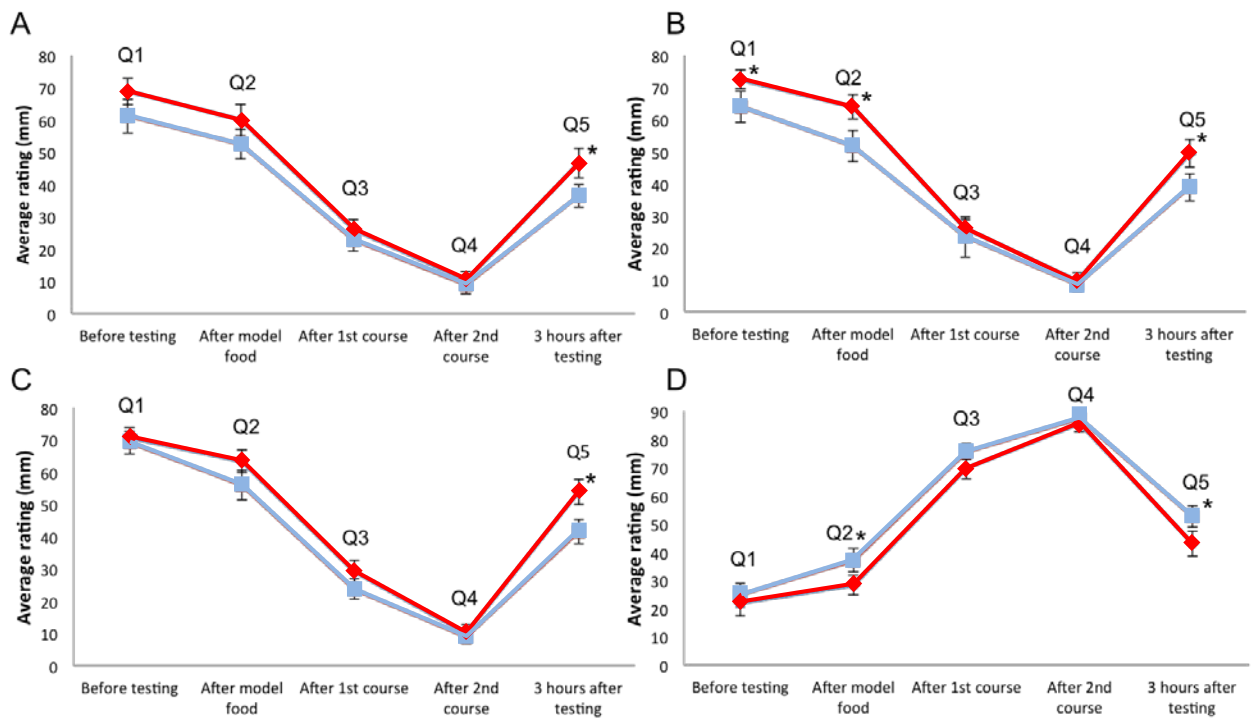 A
Average rating (mm)
80
70
60
50
40
30
20
10
0
Q1
Q2
Q3
Q4
Q5
*
Before testing
After model
food
After 1st course
After 2nd
course
3 hours after
testing
B
Average rating (mm)
80
70
60
50
40
30
20
10
0
Q1
*
Q2
*
Q3
Q4
Q5
*
Before testing
After model
food
After 1st course
After 2nd
course
3 hours after
testing
C
Average rating (mm)
80
70
60
50
40
30
20
10
0
Q1
Q2
Q3
Q4
Q5
*
Before testing
After model
food
After 1st course
After 2nd
course
3 hours after
testing
D
Average rating (mm)
90
80
70
60
50
40
30
20
10
0
Q1
Q2*
Q3
Q4
Q5
*
Before testing
After model
food
After 1st course
After 2nd
course
3 hours after
testing